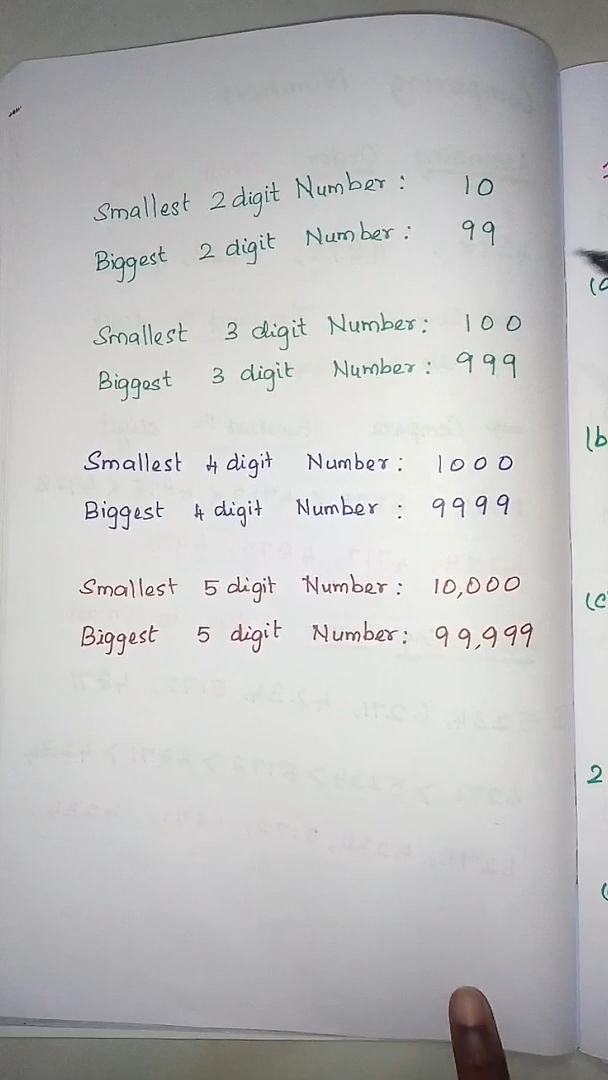 Smallest 2 digit Number : 10
Biggest 2 digit Number : 99
Smallest 3 digit Number : 100
Biggest 3 digit Number : 999
Smallest 4 digit Number : 1000
Biggest 4 digit Number : 9999
Smallest 5 digit Number : 10,000
Biggest 5 digit Number : 99,999
(b
(c
2